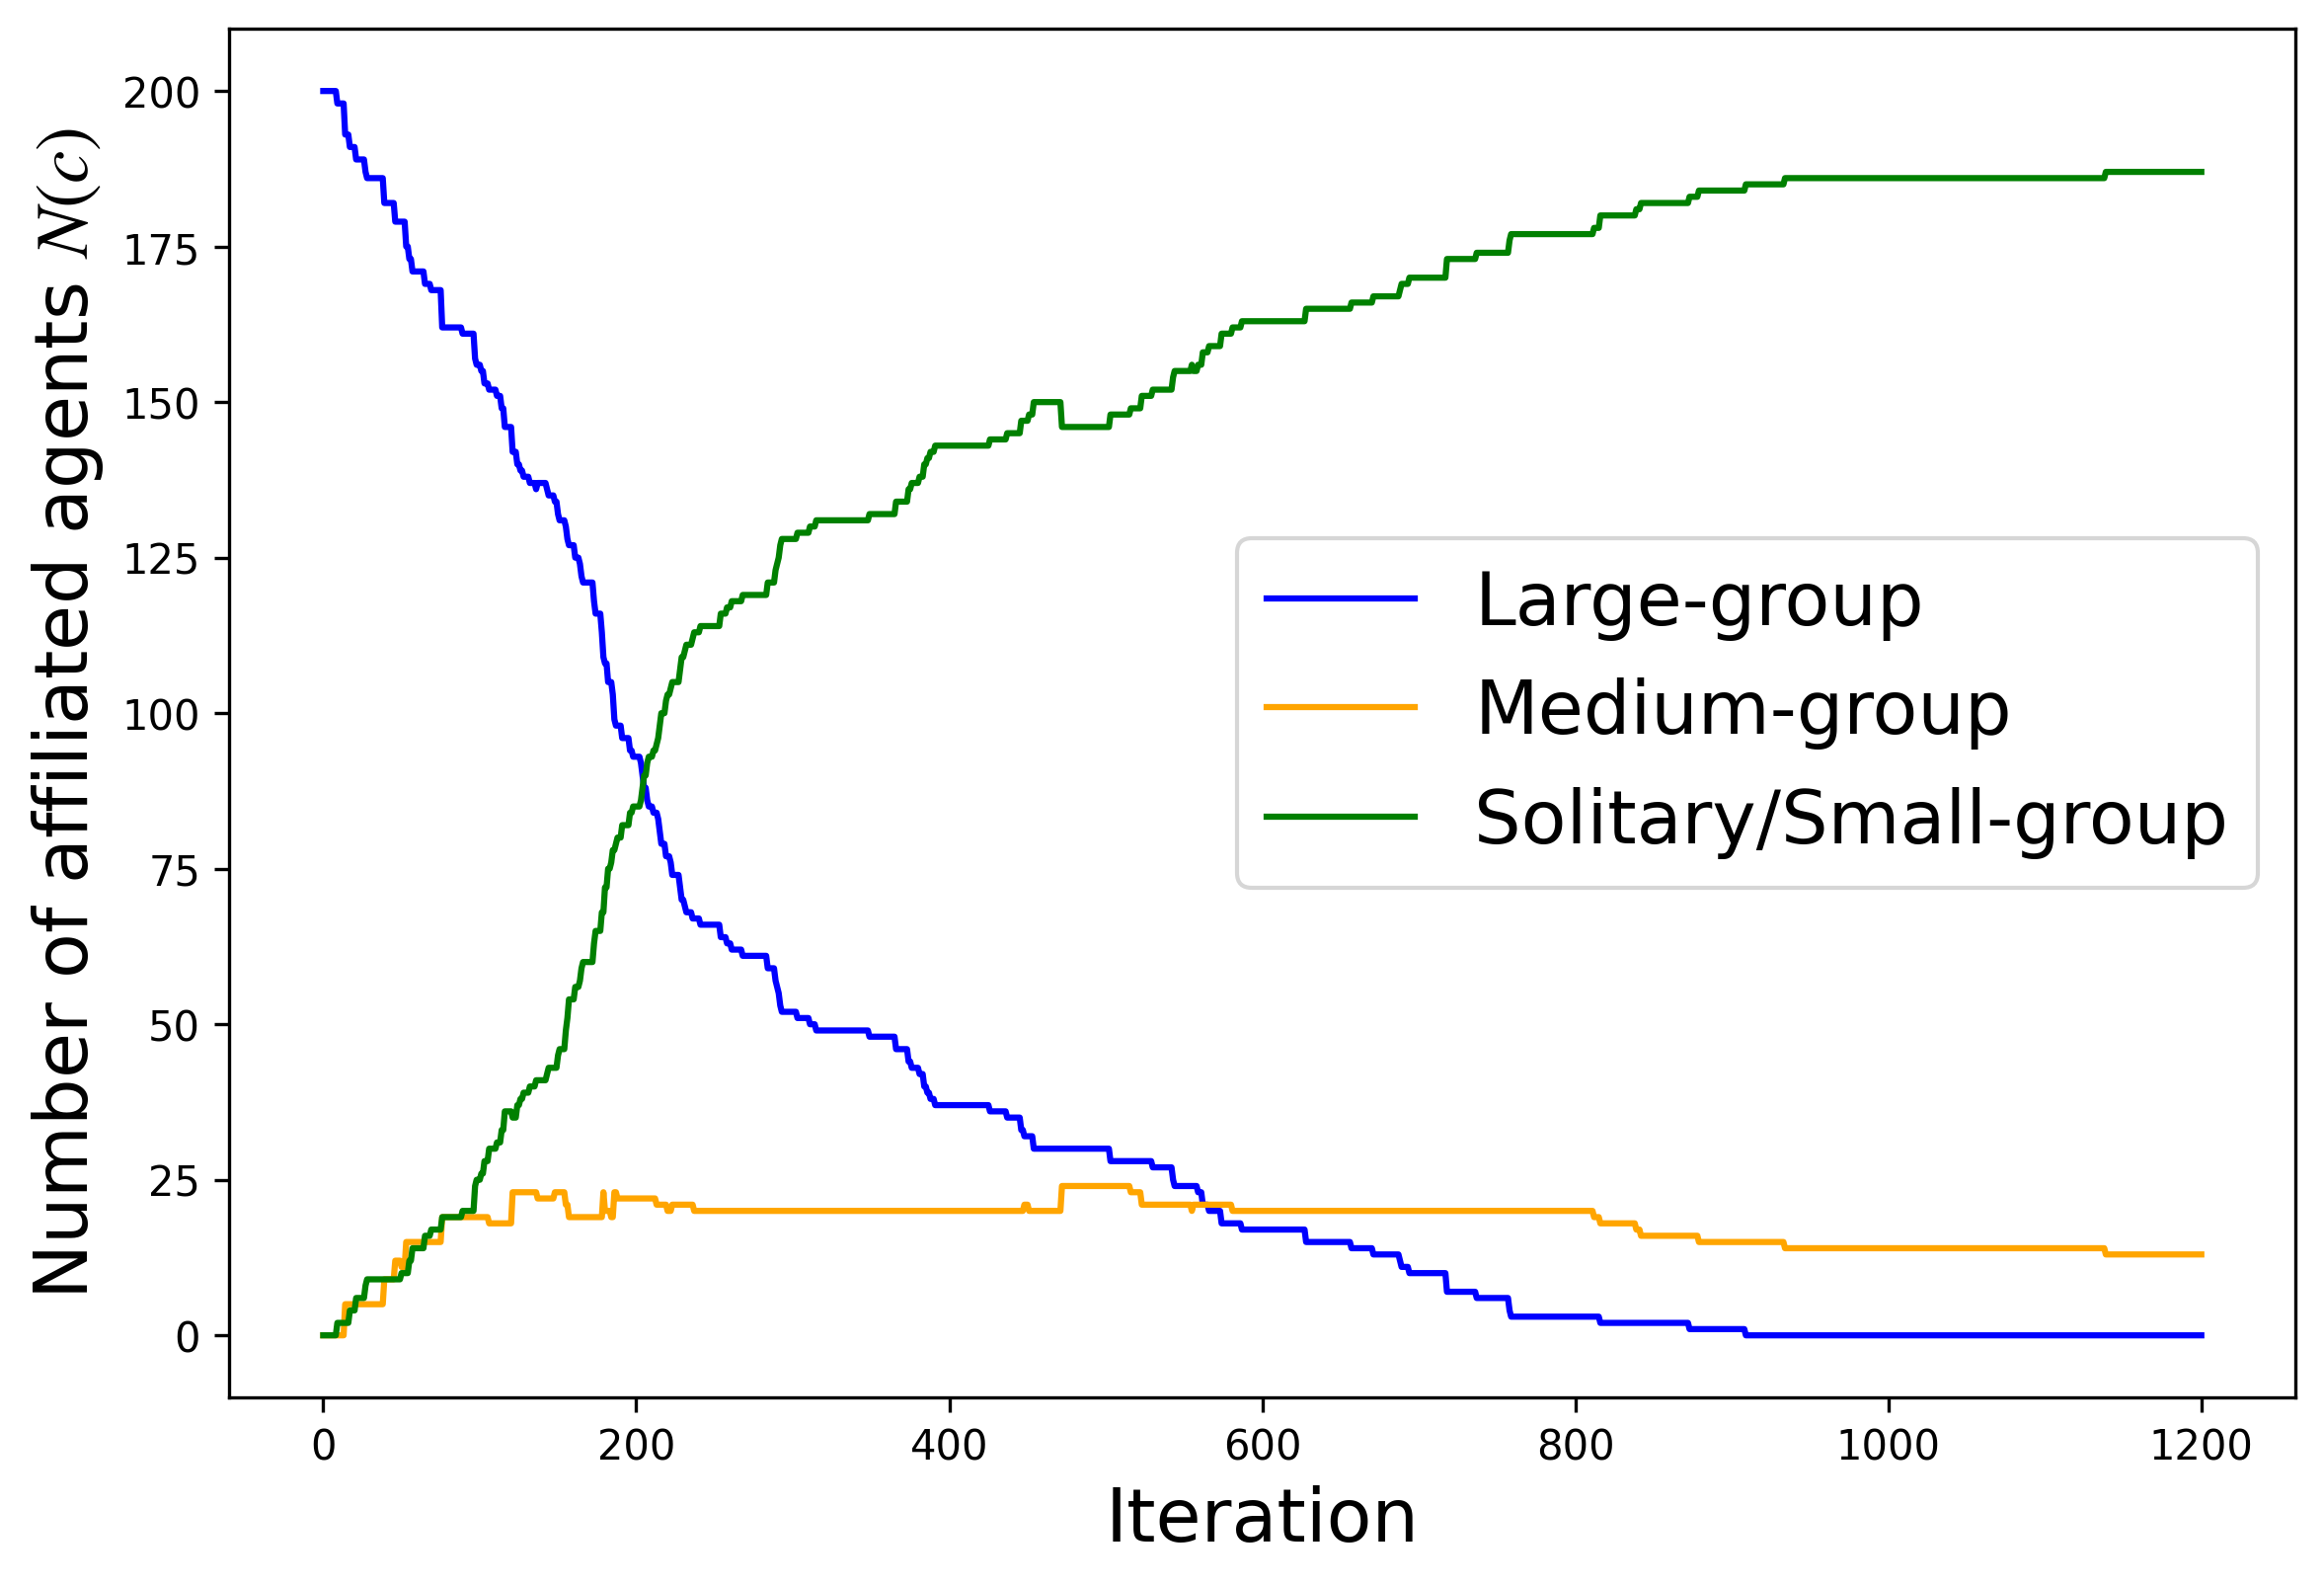 Number of affiliated agents N(c)
200
175
150
125
100
75
50
25
0
Large-group
Medium-group
Solitary/Small-group
0 200 400 600 800 1000 1200
Iteration